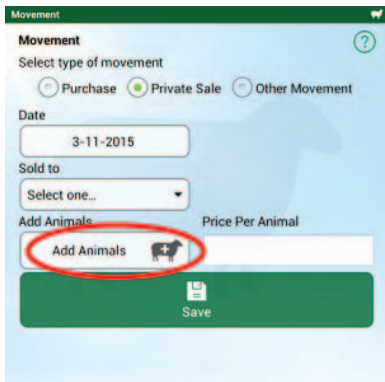 Movement
Movement ?
Select type of movement
Purchase Private Sale Other Movement
Date
3-11-2015
Sold to
Select one...
Add Animals Price Per Animal
Add Animals
Save